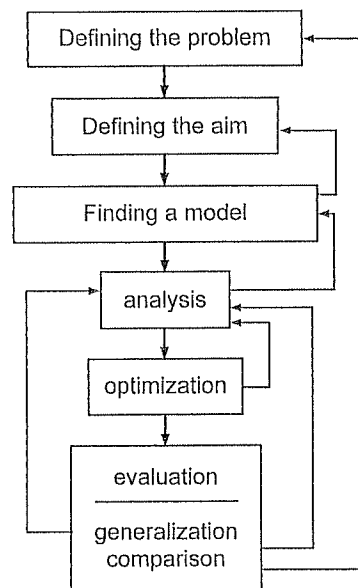 Defining the problem
Defining the aim
Finding a model
analysis
optimization
evaluation
generalization
comparison